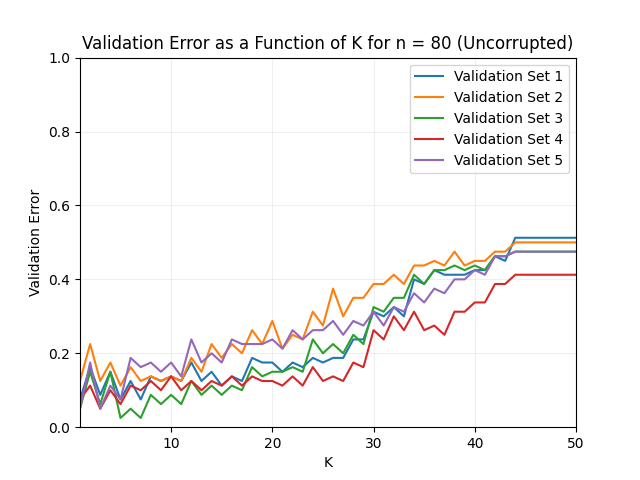 Validation Error as a Function of K for n = 80 (Uncorrupted)
1.0
0.8
0.6
0.4
0.2
0.0
Validation Error
Validation Set 1
Validation Set 2
Validation Set 3
Validation Set 4
Validation Set 5
10
20
30
40
50
K